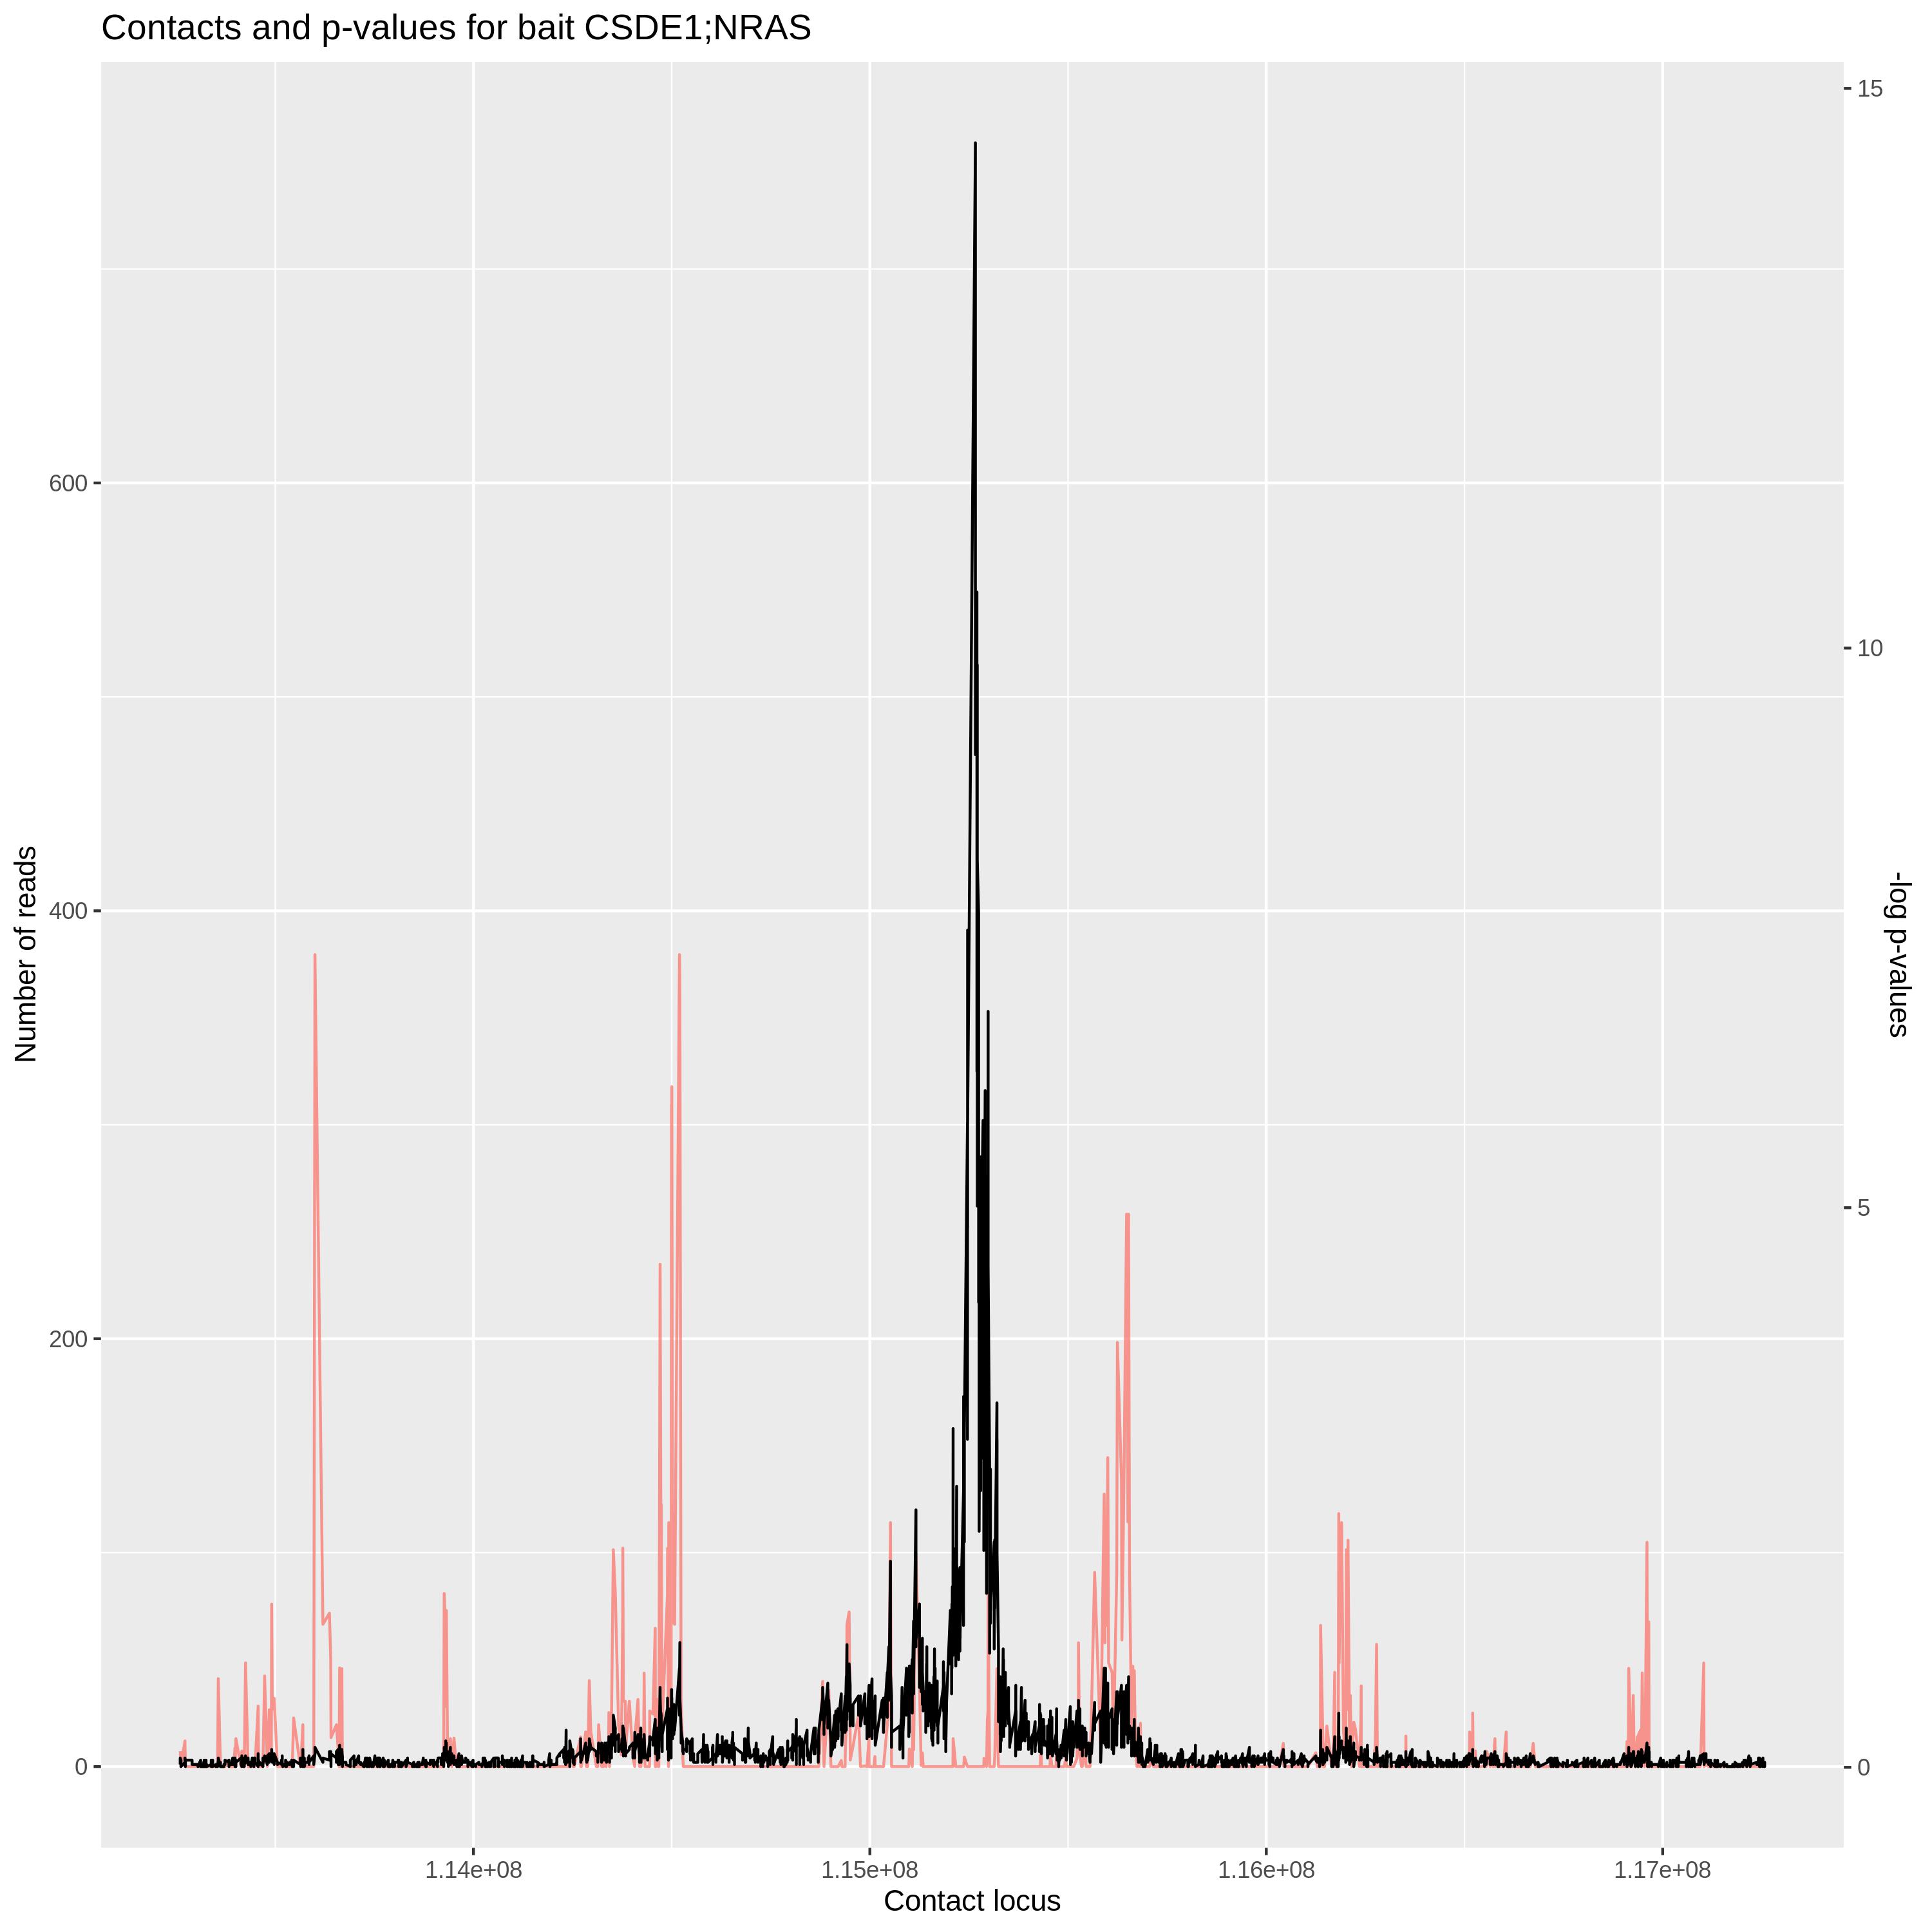 Contacts and p-values for bait CSDE1;NRAS
15
10
5
0
600
400
200
0
Number of reads
-log p-values
1.14e+08 1.15e+08 1.16e+08 1.17e+08
Contact locus